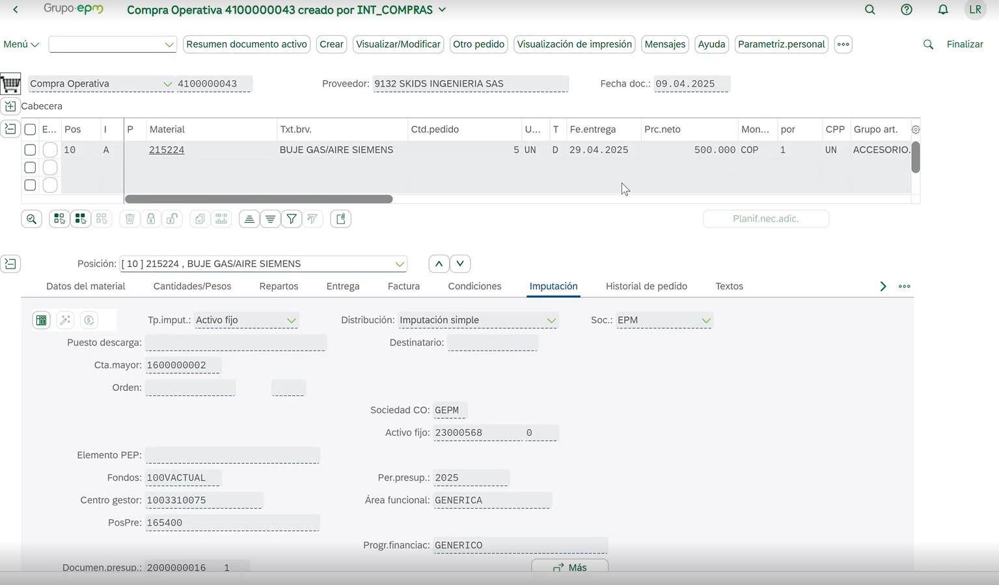 Grupo·epm Compra Operativa 4100000043 creado por INT_COMPRAS LR
Menú Resumen documento activo Crear Visualizar/Modificar Otro pedido Visualización de impresión Mensajes Ayuda Parametriz.personal Finalizar
Compra Operativa 4100000043 Proveedor: 9132 SKIDS INGENIERIA SAS Fecha doc.: 09.04.2025
Cabecera
E... Pos I P Material Txt.brv. Ctd.pedido U... T Fe.entrega Prc.neto Mon... por CPP Grupo art.
10 A 215224 BUJE GAS/AIRE SIEMENS 5 UN D 29.04.2025 500.000 COP 1 UN ACCESORIO.
Planif.nec.adic.
Posición: [ 10 ] 215224 , BUJE GAS/AIRE SIEMENS
Datos del material Cantidades/Pesos Repartos Entrega Factura Condiciones Imputación Historial de pedido Textos
Tp.imput.: Activo fijo Distribución: Imputación simple Soc.: EPM
Puesto descarga: Destinatario:
Cta.mayor: 1600000002
Orden:
Sociedad CO: GEPM
Activo fijo: 23000568 0
Elemento PEP:
Fondos: 100VACTUAL Per.presup.: 2025
Centro gestor: 1003310075 Área funcional: GENERICA
PosPre: 165400
Progr.financiac: GENERICO
Documen.presup.: 2000000016 1 Más